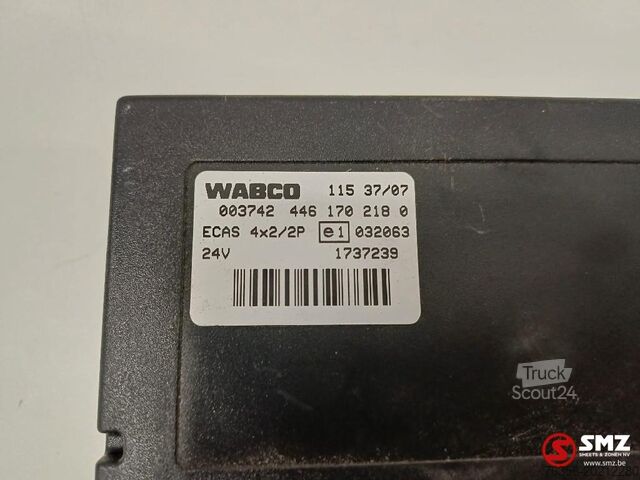 WABCO 115 37/07
003742 446 170 218 0
ECAS 4x2/2P e1 032063
24V 1737239
Truck
Scout24
SMZ
SHEETS & ZONEN NV
www.smz.be